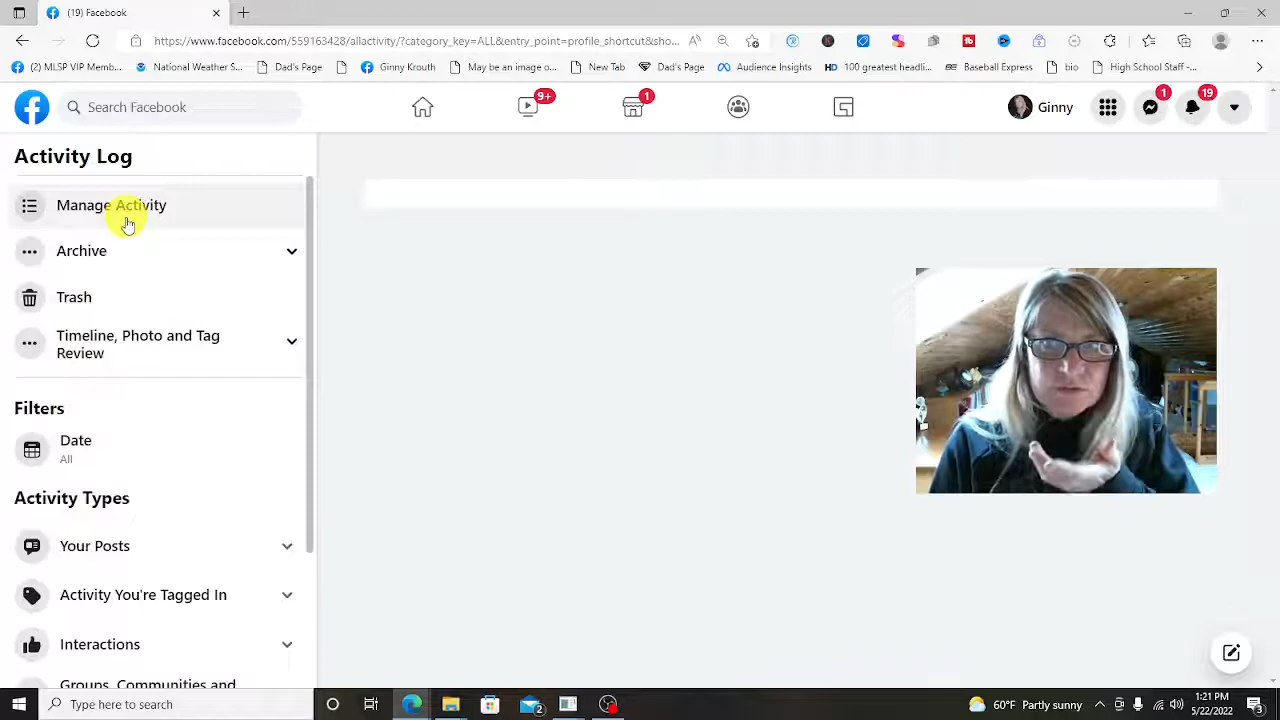 (19) Facebook
https://www.facebook.com/559163428/allactivity/?category_key=ALL&entry_point=profile_shortcut&sho...
(2) MLSP VIP Memb...
National Weather S...
Dad's Page
Ginny Krouth
May be an image o...
New Tab
Dad's Page
Audience Insights
HD 100 greatest headli...
Baseball Express
bio
High School Staff -...
Search Facebook
9+
1
Ginny
1
19
Activity Log
Manage Activity
Archive
Trash
Timeline, Photo and Tag
Review
Filters
Date
All
Activity Types
Your Posts
Activity You're Tagged In
Interactions
Groups, Communities and
Type here to search
2
60°F Partly sunny
1:21 PM
5/22/2022
3